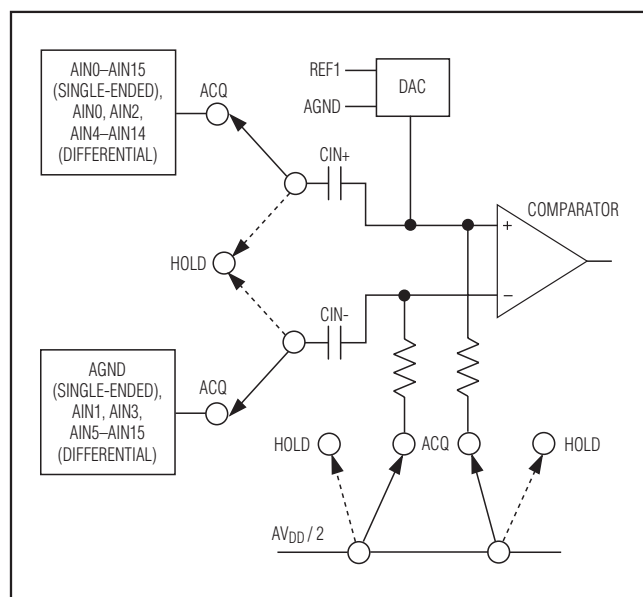 AIN0–AIN15
(SINGLE-ENDED),
AIN0, AIN2,
AIN4–AIN14
(DIFFERENTIAL)
ACQ
REF1
AGND
DAC
CIN+
COMPARATOR
+
HOLD
−
CIN-
AGND
(SINGLE-ENDED),
AIN1, AIN3,
AIN5–AIN15
(DIFFERENTIAL)
ACQ
HOLD
ACQ
HOLD
AVDD / 2